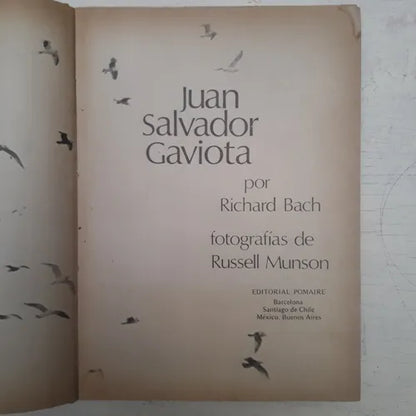 Juan
Salvador
Gaviota
por
Richard Bach
fotografías de
Russell Munson
EDITORIAL POMAIRE
Barcelona
Santiago de Chile
México, Buenos Aires